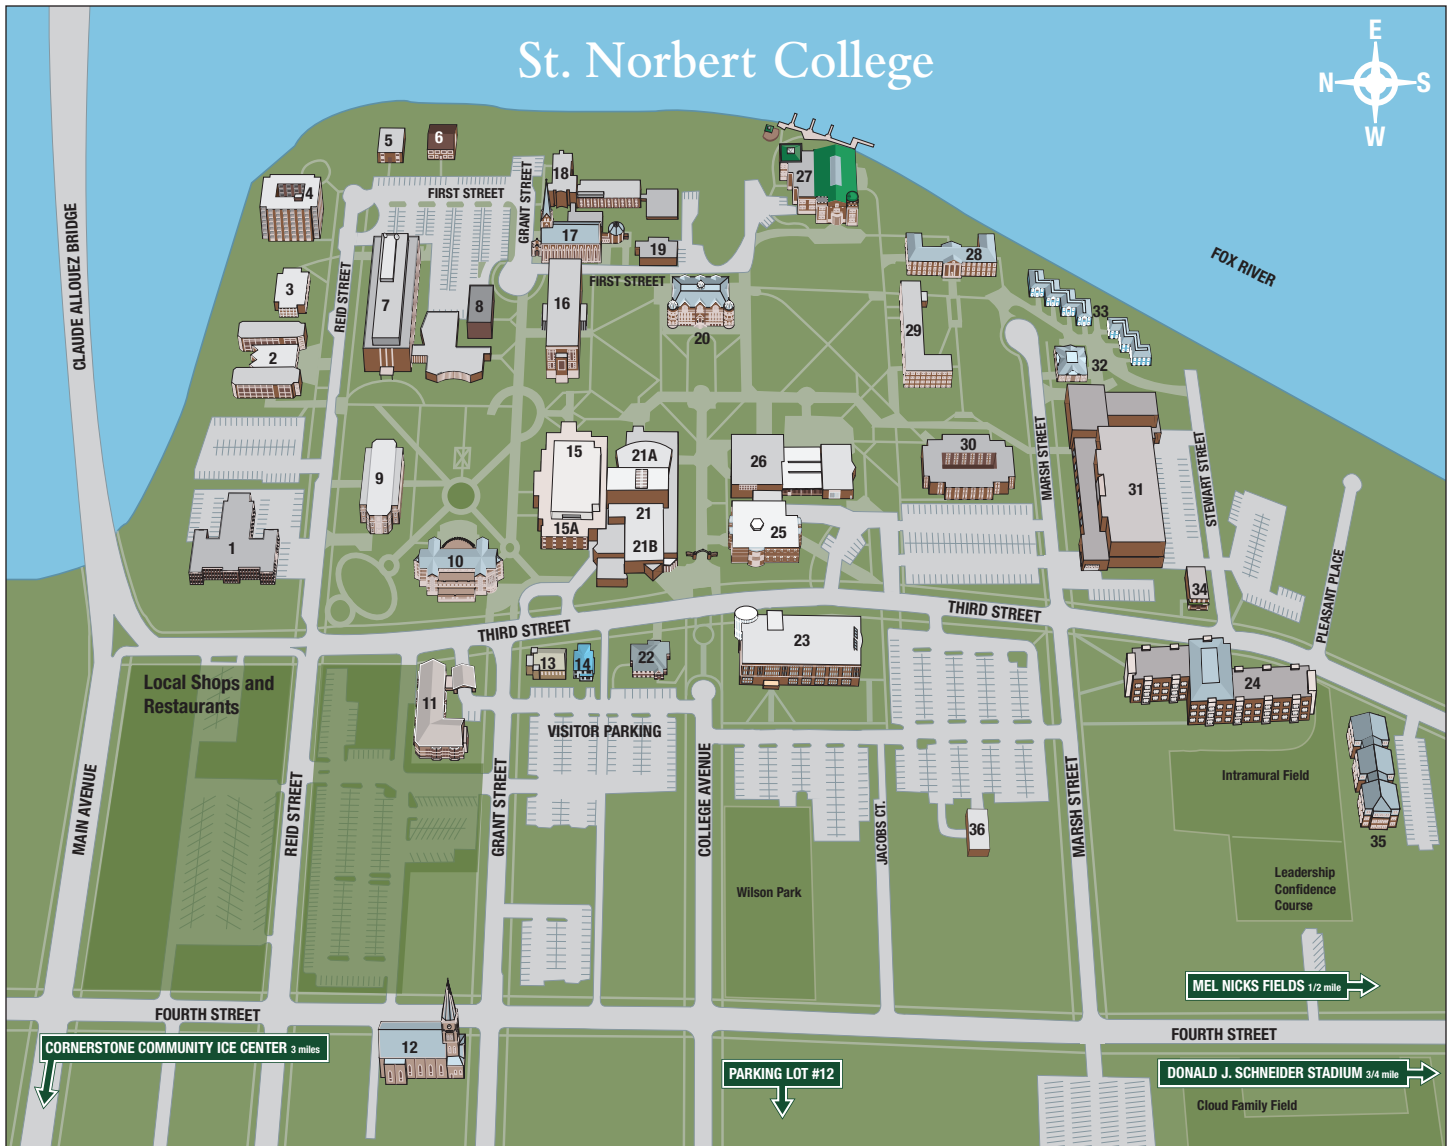 St. Norbert College
E
N
S
W
CLAUDE ALLOUEZ BRIDGE
FOX RIVER
5
6
4
FIRST STREET
GRANT STREET
18
27
17
19
28
3
REID STREET
7
8
16
FIRST STREET
20
29
33
32
2
MARSH STREET
STEWART STREET
9
15
21A
26
30
31
15A
21
21B
25
1
10
34
PLEASANT PLACE
THIRD STREET
THIRD STREET
13
14
22
23
24
Local Shops and
Restaurants
11
VISITOR PARKING
Intramural Field
MAIN AVENUE
REID STREET
GRANT STREET
COLLEGE AVENUE
JACOBS CT.
MARSH STREET
36
35
Wilson Park
Leadership
Confidence
Course
MEL NICKS FIELDS 1/2 mile
FOURTH STREET
FOURTH STREET
CORNERSTONE COMMUNITY ICE CENTER 3 miles
12
PARKING LOT #12
DONALD J. SCHNEIDER STADIUM 3/4 mile
Cloud Family Field